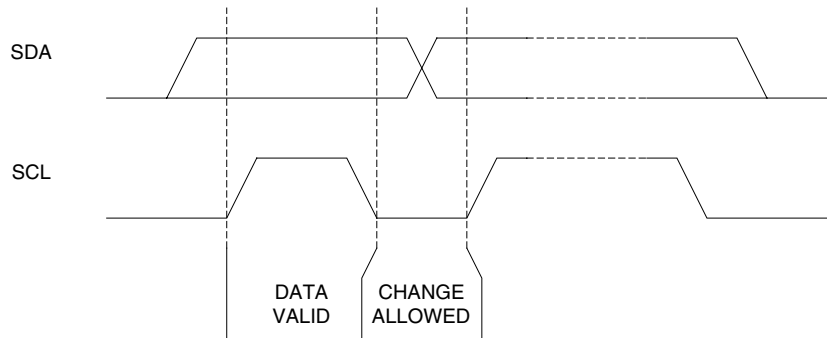 SDA
SCL
DATA
VALID
CHANGE
ALLOWED